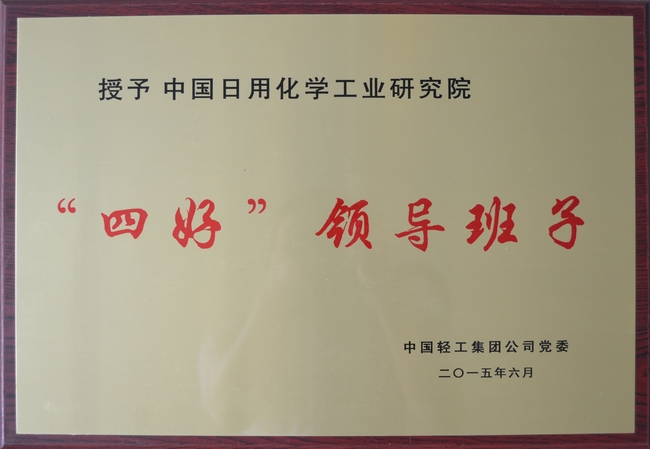 授予 中国日用化学工业研究院
“四好” 领导班子
中国轻工集团公司党委
二〇一五年六月